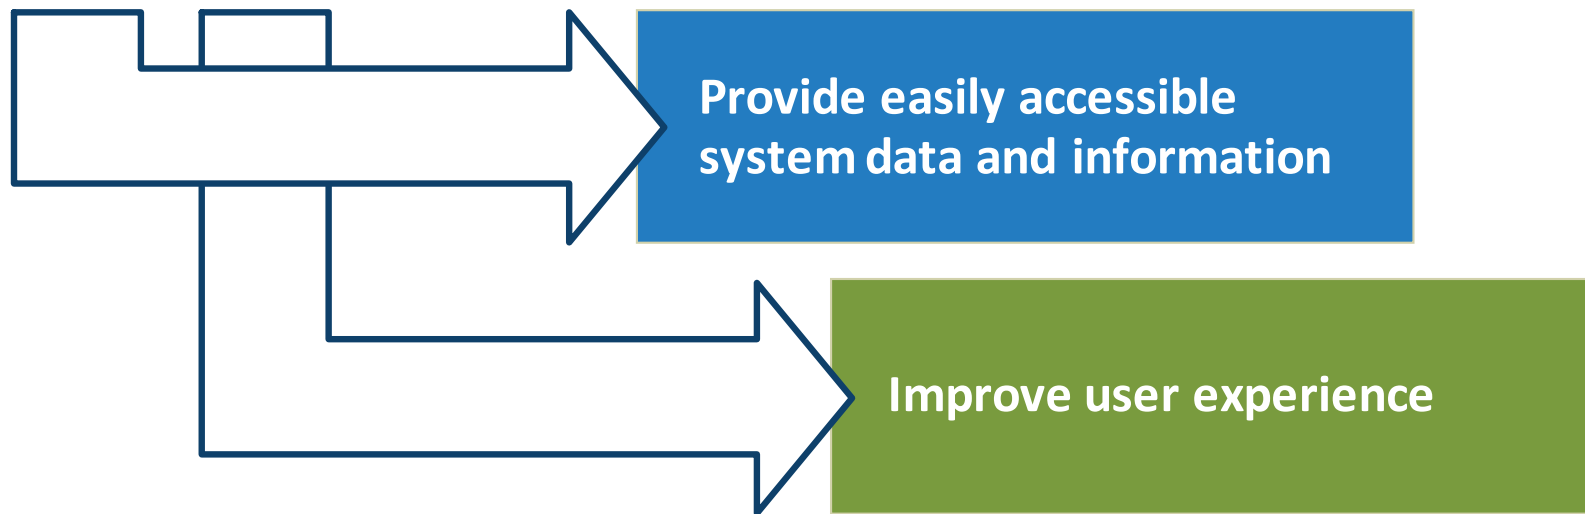 Provide easily accessible
system data and information
Improve user experience